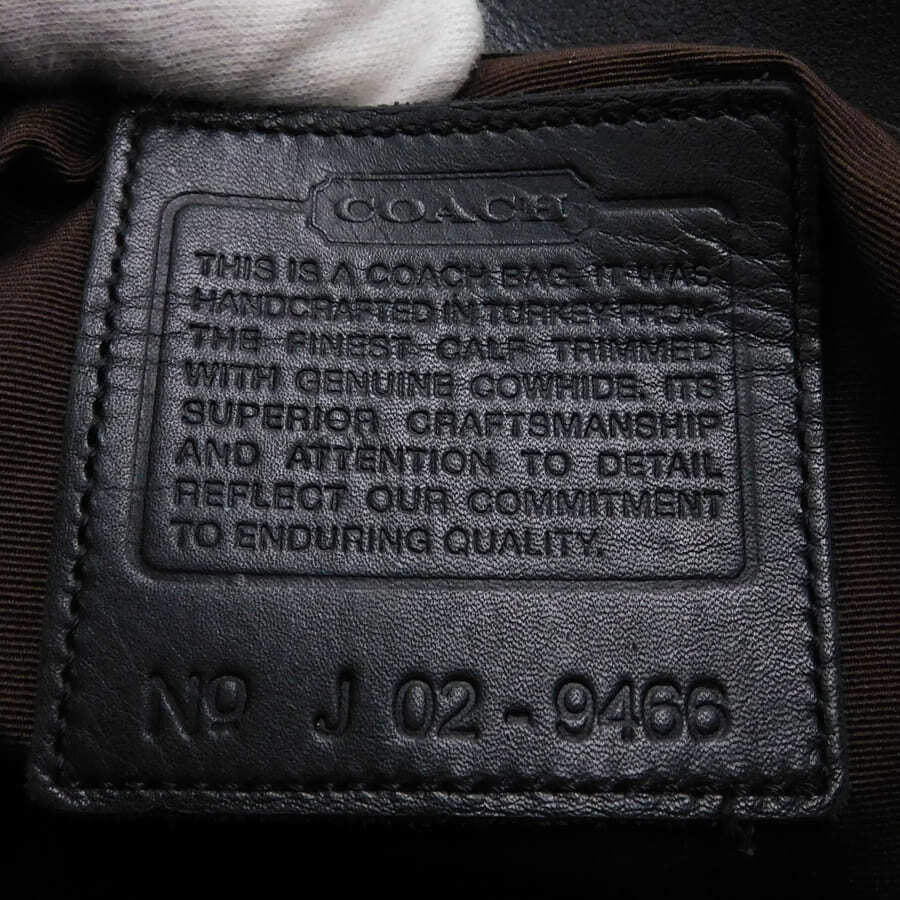 COACH
THIS IS A COACH BAG. IT WAS
HANDCRAFTED IN TURKEY FROM
THE FINEST CALF TRIMMED
WITH GENUINE COWHIDE. ITS
SUPERIOR CRAFTSMANSHIP
AND ATTENTION TO DETAIL
REFLECT OUR COMMITMENT
TO ENDURING QUALITY.
Nº J 02 - 9466